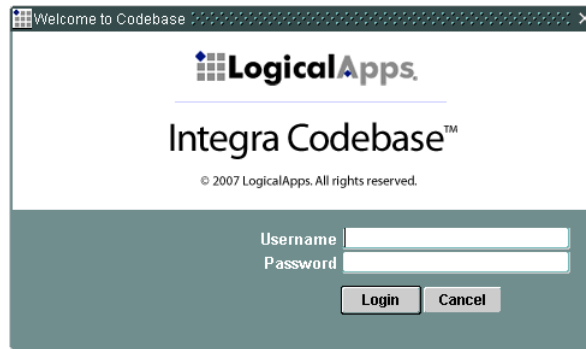 Welcome to Codebase
LogicalApps.
Integra Codebase™
© 2007 LogicalApps. All rights reserved.
Username
Password
Login Cancel